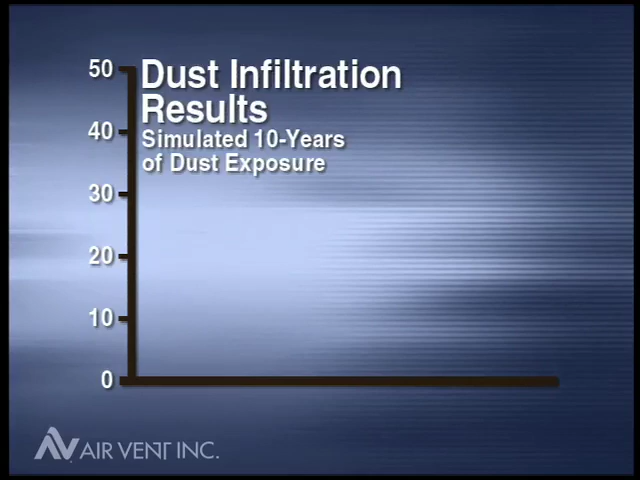 Dust Infiltration
Results
Simulated 10-Years
of Dust Exposure
50
40
30
20
10
0
AIR VENT INC.